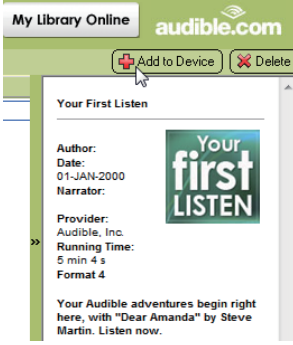 My Library Online
audible.com
Add to Device
Delete
Your First Listen
Author:
Date:
01-JAN-2000
Narrator:
Your
first
LISTEN
Provider:
Audible, Inc.
Running Time:
5 min 4 s
Format 4
»
Your Audible adventures begin right
here, with "Dear Amanda" by Steve
Martin. Listen now.